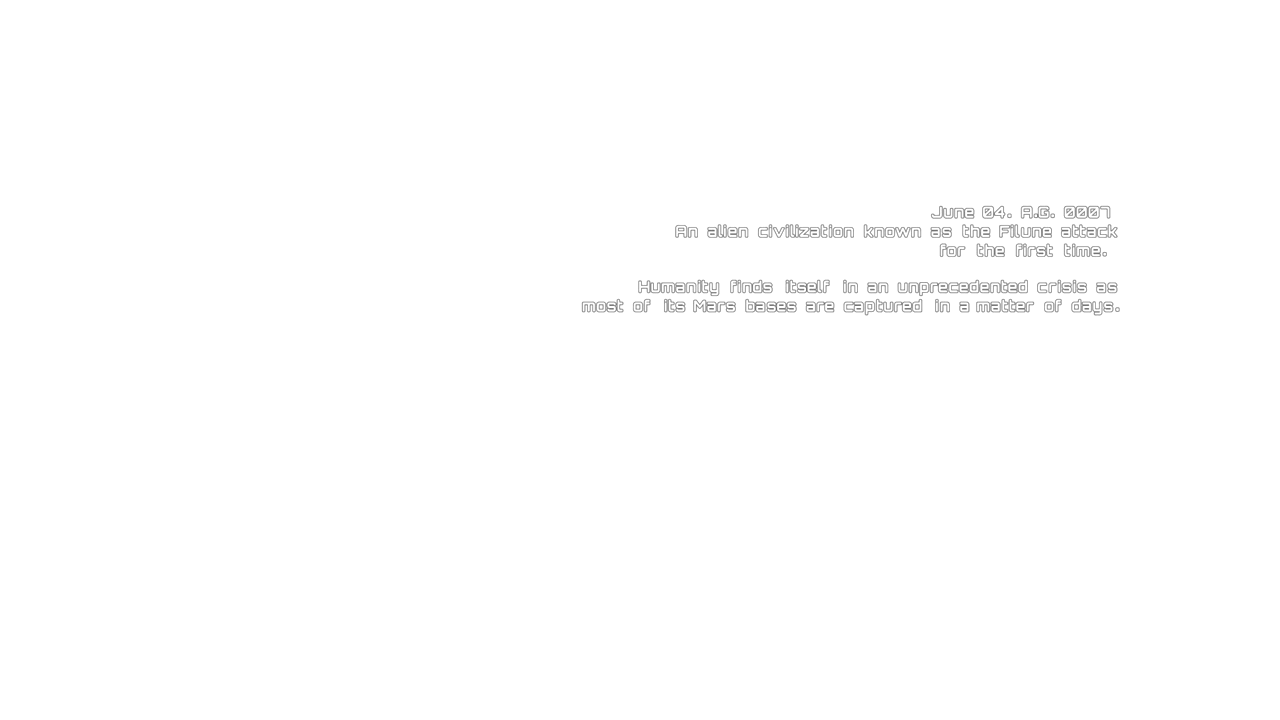 June 04. A.G. 0007
An alien civilization known as the Filune attack
for the first time.
Humanity finds itself in an unprecedented crisis as
most of its Mars bases are captured in a matter of days.